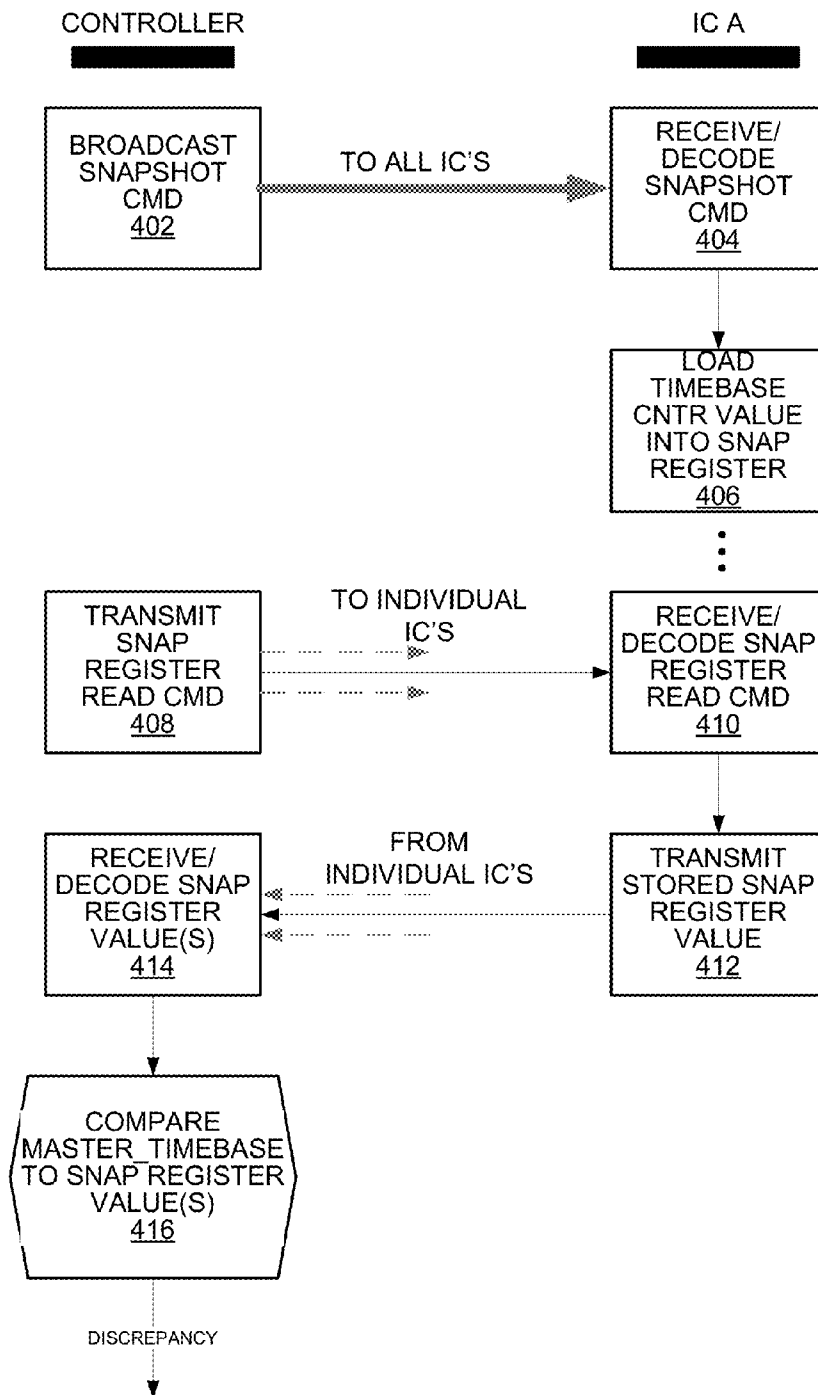 CONTROLLER
IC A
BROADCAST
SNAPSHOT
CMD
402
TO ALL IC'S
RECEIVE/
DECODE
SNAPSHOT
CMD
404
LOAD
TIMEBASE
CNTR VALUE
INTO SNAP
REGISTER
406
TRANSMIT
SNAP
REGISTER
READ CMD
408
TO INDIVIDUAL
IC'S
RECEIVE/
DECODE SNAP
REGISTER
READ CMD
410
RECEIVE/
DECODE SNAP
REGISTER
VALUE(S)
414
FROM
INDIVIDUAL IC'S
TRANSMIT
STORED SNAP
REGISTER
VALUE
412
COMPARE
MASTER_TIMEBASE
TO SNAP REGISTER
VALUE(S)
416
DISCREPANCY